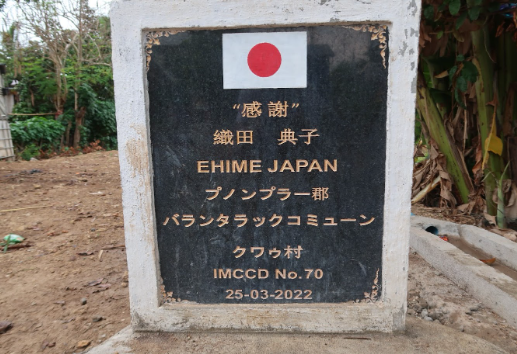 “感謝”
織田 典子
EHIME JAPAN
プノンプラー郡
バランタラックコミューン
クワゥ村
IMCCD No.70
25-03-2022